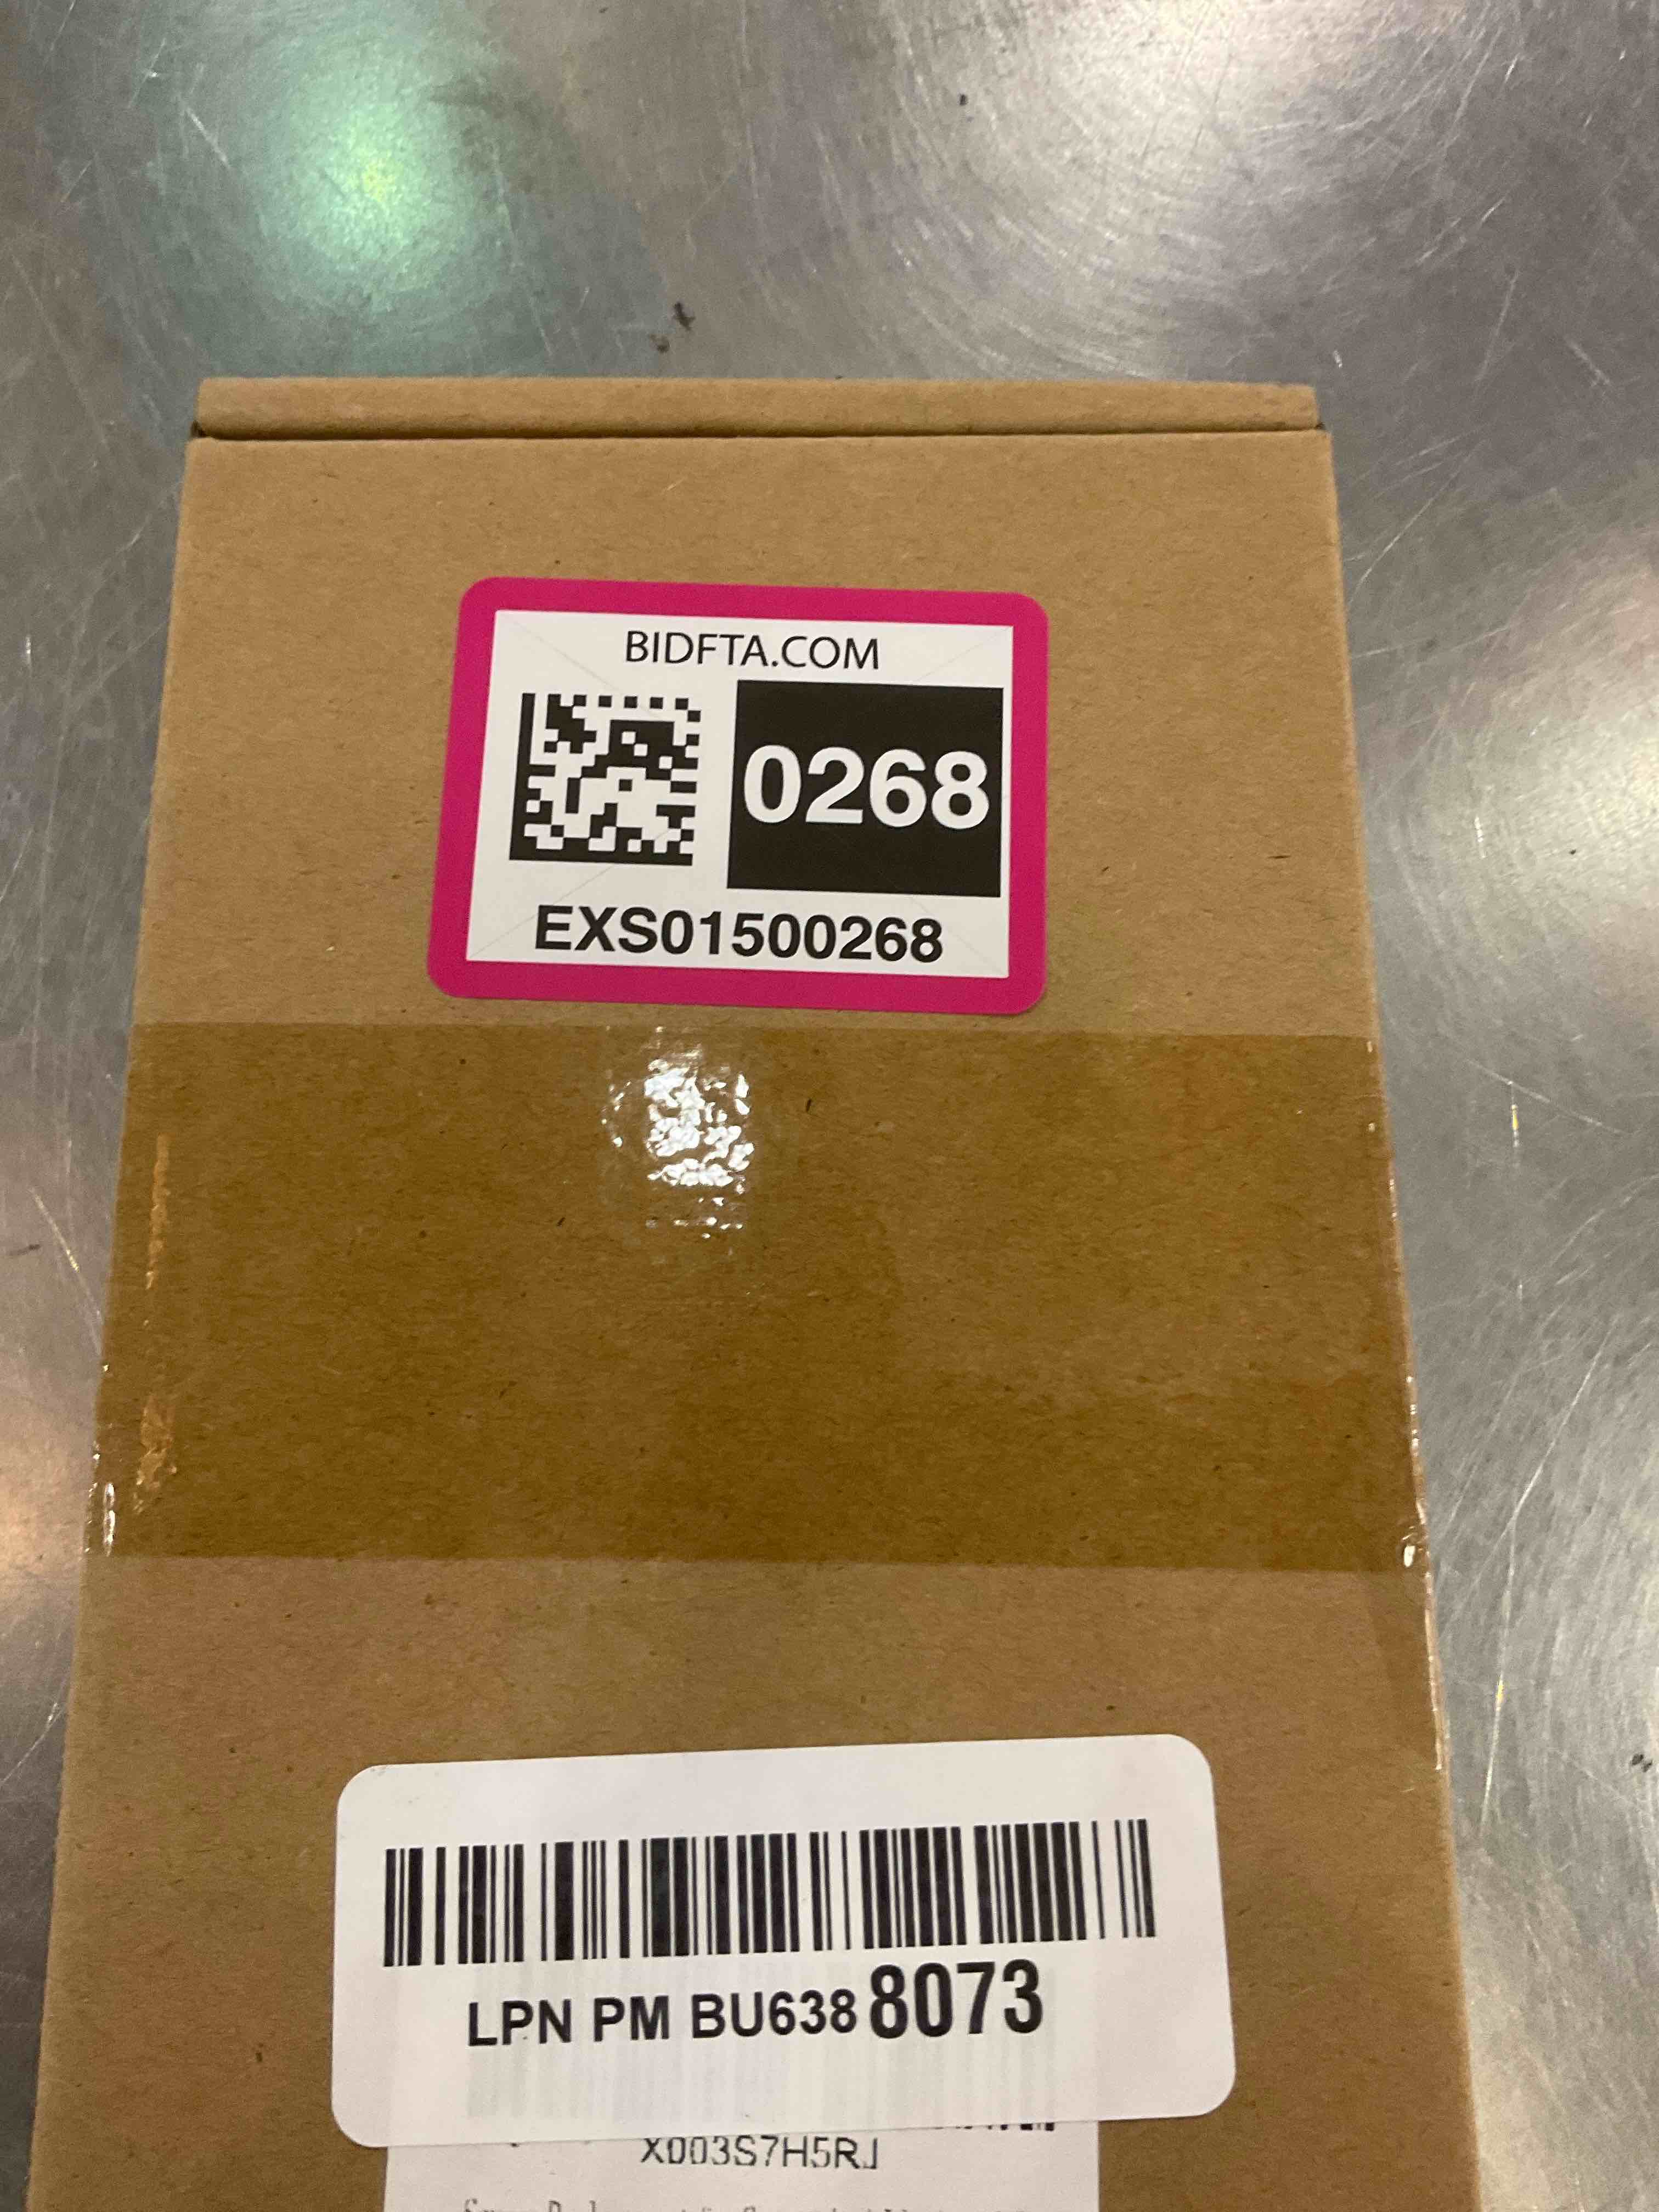 BIDFTA.COM
0268
EXS01500268
LPN PM BU638 8073
X003S7H5RJ